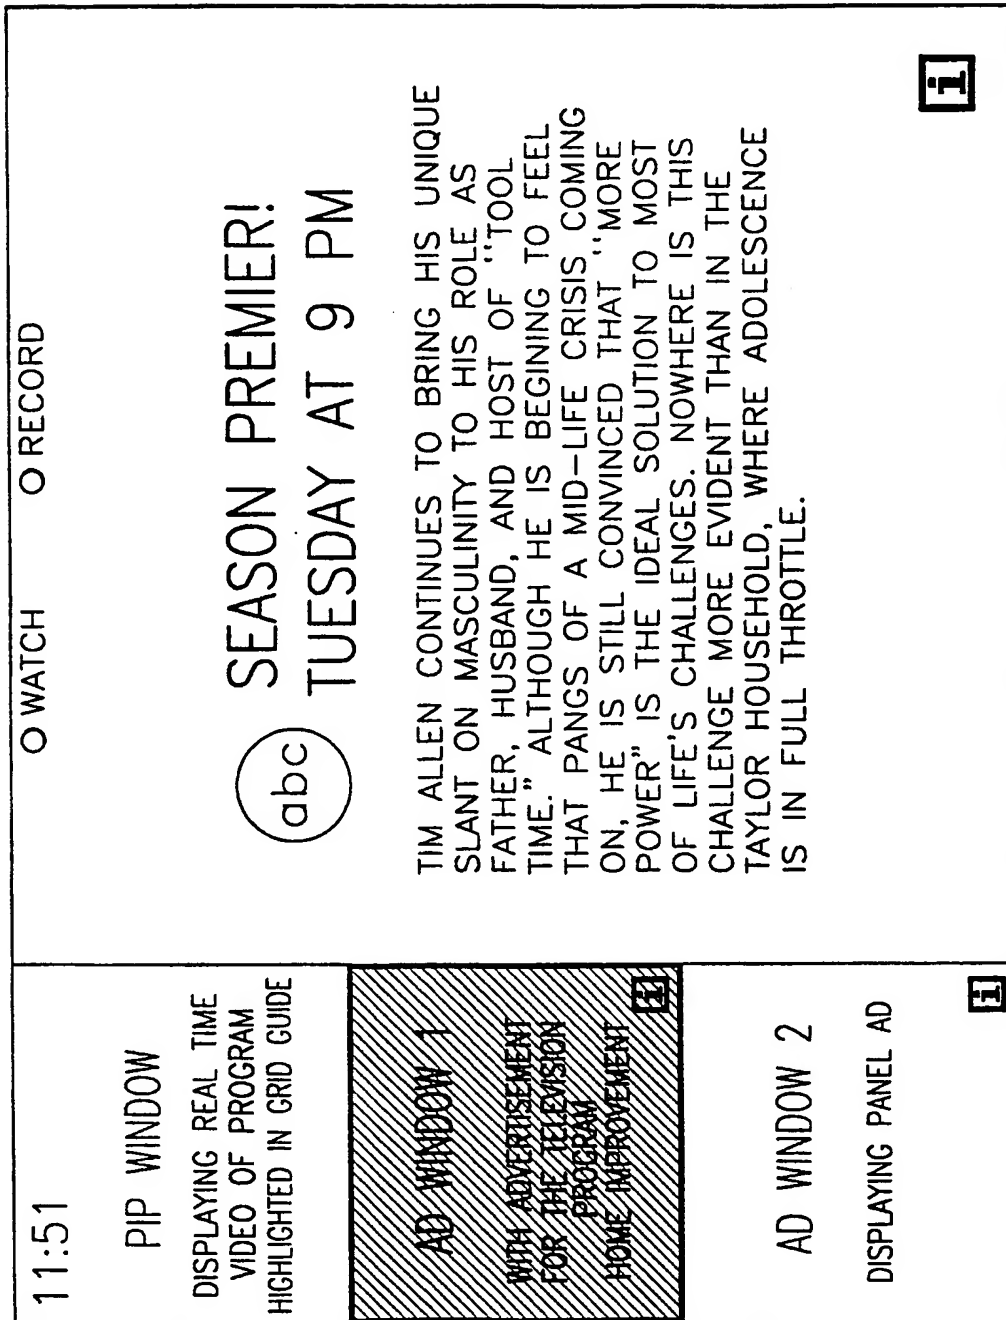 11:51
O WATCH
O RECORD
PIP WINDOW
DISPLAYING REAL TIME
VIDEO OF PROGRAM
HIGHLIGHTED IN GRID GUIDE
AD WINDOW 1
WITH ADVERTISEMENT
FOR THE TELEVISION
PROGRAM
HOME IMPROVEMENT
i
AD WINDOW 2
DISPLAYING PANEL AD
i
abc
SEASON PREMIER!
TUESDAY AT 9 PM
TIM ALLEN CONTINUES TO BRING HIS UNIQUE
SLANT ON MASCULINITY TO HIS ROLE AS
FATHER, HUSBAND, AND HOST OF "TOOL
TIME." ALTHOUGH HE IS BEGINING TO FEEL
THAT PANGS OF A MID-LIFE CRISIS COMING
ON, HE IS STILL CONVINCED THAT "MORE
POWER" IS THE IDEAL SOLUTION TO MOST
OF LIFE'S CHALLENGES. NOWHERE IS THIS
CHALLENGE MORE EVIDENT THAN IN THE
TAYLOR HOUSEHOLD, WHERE ADOLESCENCE
IS IN FULL THROTTLE.
i